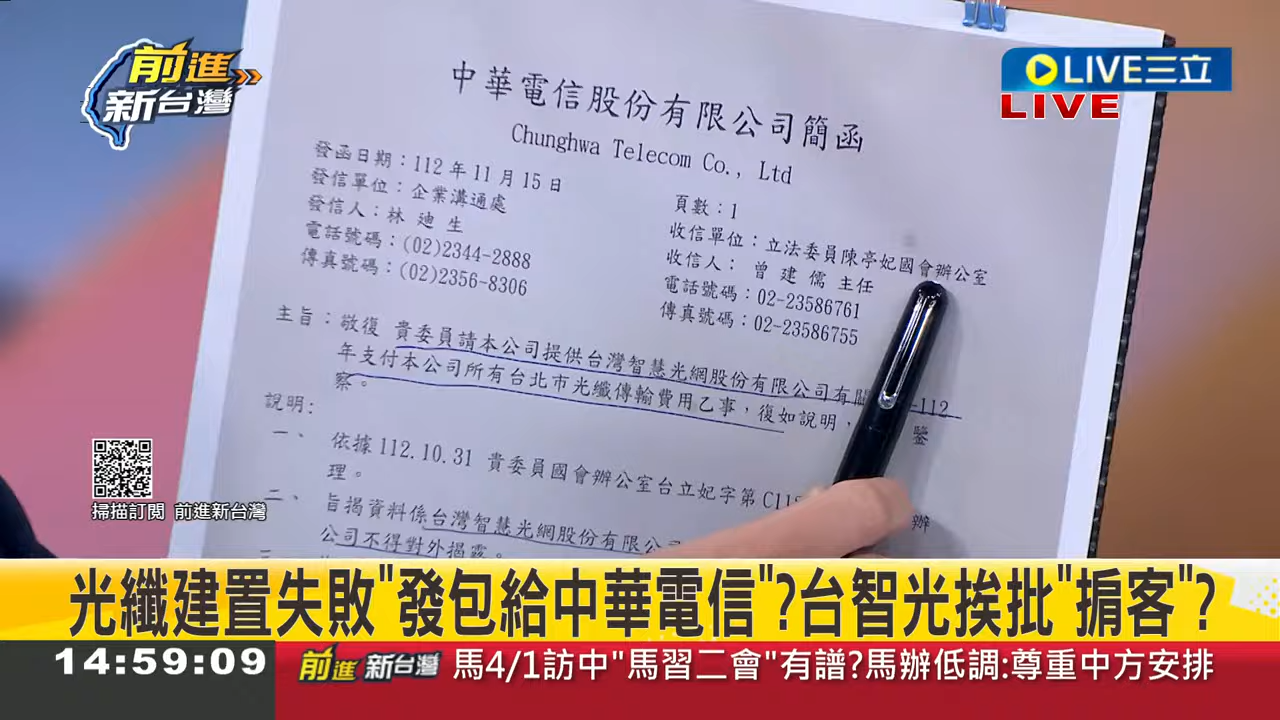 前進
新台灣
LIVE三立
LIVE
中華電信股份有限公司簡函
Chunghwa Telecom Co., Ltd
發函日期：112 年 11 月 15 日
發信單位：企業溝通處
發信人：林 迪 生
電話號碼：(02)2344-2888
傳真號碼：(02)2356-8306
頁數：1
收信單位：立法委員陳亭妃國會辦公室
收信人： 曾 建 儒 主任
電話號碼：02-23586761
傳真號碼：02-23586755
主旨：敬復 貴委員請本公司提供台灣智慧光網股份有限公司有關 -112
年支付本公司所有台北市光纖傳輸費用乙事，復如說明， 鑒
察。
說明：
一、 依據 112.10.31 貴委員國會辦公室台立妃字第 C118 辦
理。
二、 旨揭資料係台灣智慧光網股份有限公
公司不得對外揭露。
三
掃描訂閱 前進新台灣
光纖建置失敗"發包給中華電信"?台智光挨批"掮客"?
14:59:09
前進新台灣 馬4/1訪中"馬習二會"有譜?馬辦低調:尊重中方安排